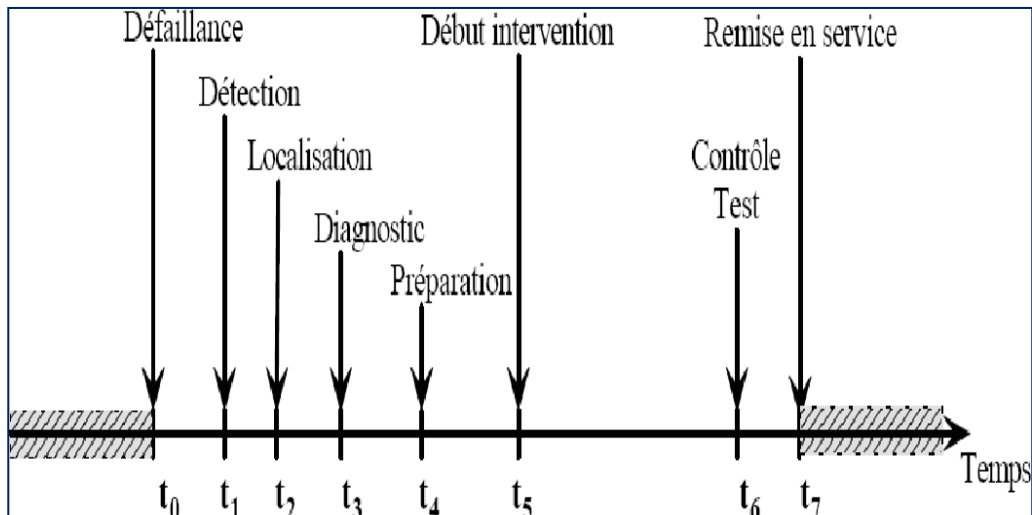 Défaillance
Début intervention
Remise en service
Détection
Localisation
Contrôle
Test
Diagnostic
Préparation
Temps
t₀ t₁ t₂ t₃ t₄ t₅ t₆ t₇